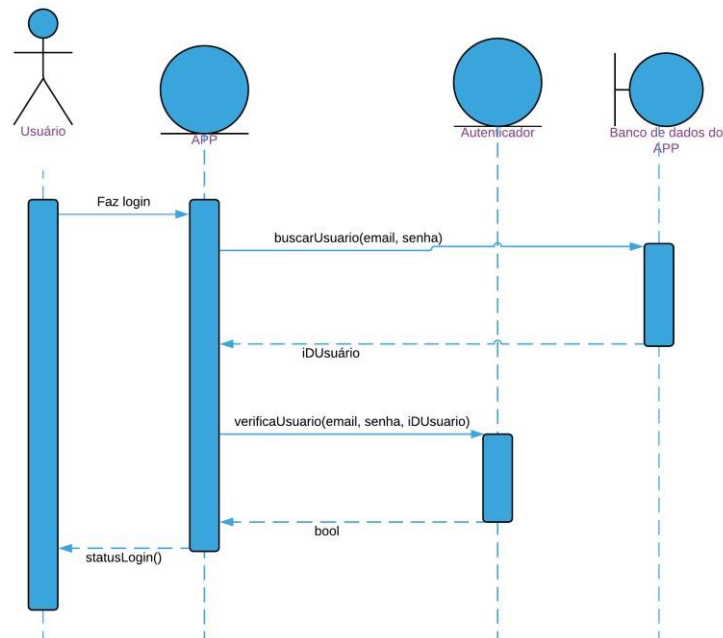 Usuário
APP
Autenficador
Banco de dados do
APP
Faz login
buscarUsuario(email, senha)
iDUsuário
verificaUsuario(email, senha, iDUsuario)
bool
statusLogin()